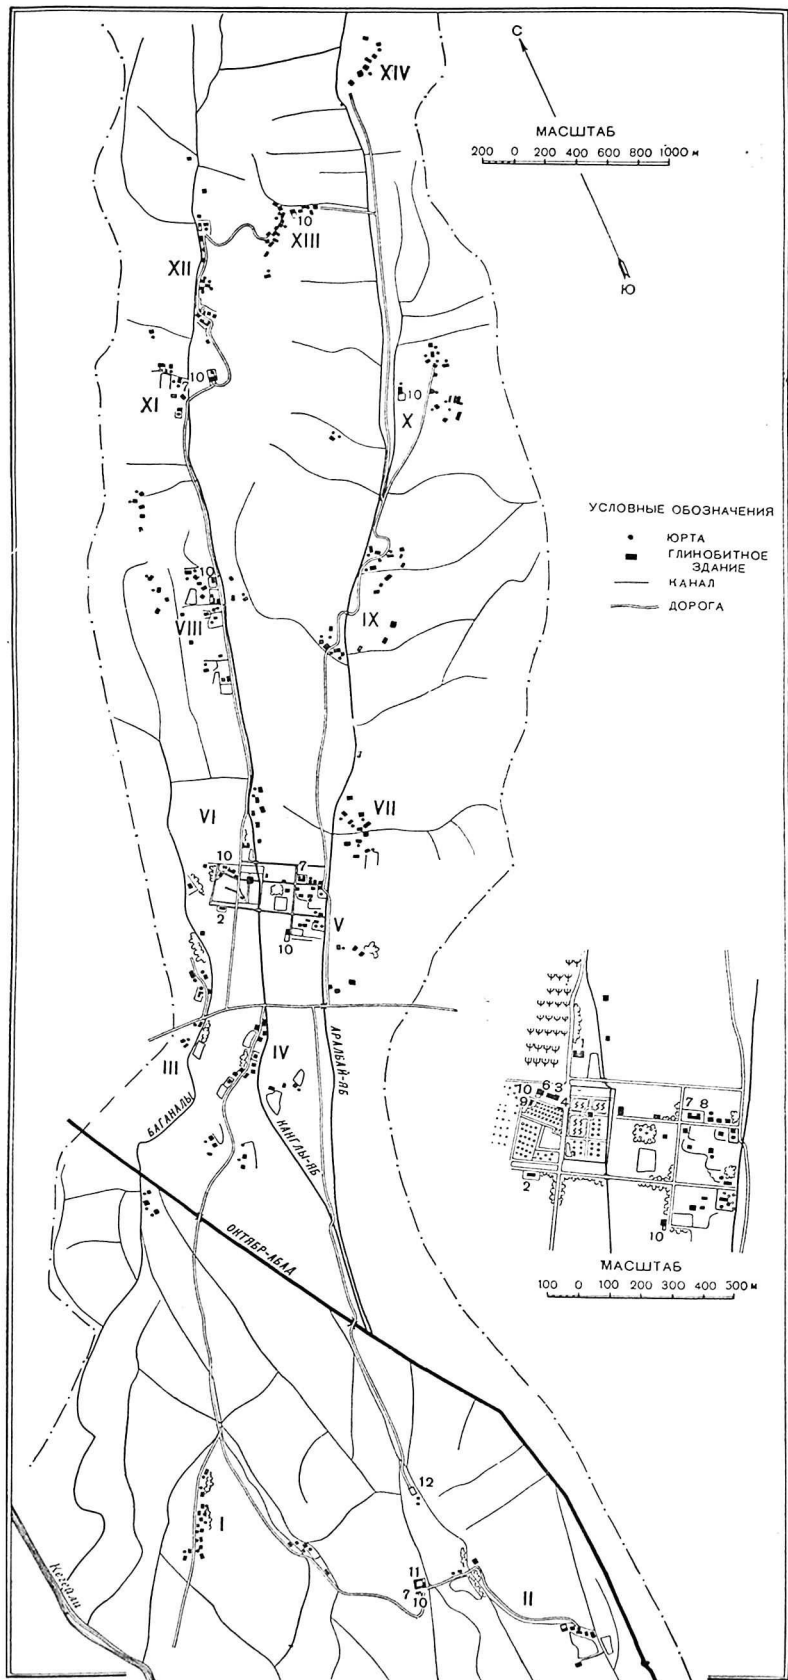 С
МАСШТАБ
200 0 200 400 600 800 1000 м
Ю
XIV
10
XIII
XII
10
7
XI
10
X
УСЛОВНЫЕ ОБОЗНАЧЕНИЯ
ЮРТА
ГЛИНОБИТНОЕ
ЗДАНИЕ
КАНАЛ
ДОРОГА
10
VIII
IX
VI
VII
10
7
2
10
V
III
IV
АРАЛБАЙ-ЯБ
БАГАНАЛЫ
КАНГЛЫ-ЯБ
ОКТЯБР-АБАД
10 6 3
9 4
7 8
2
10
МАСШТАБ
100 0 100 200 300 400 500 м
12
I
11
7
10
II
Кегейли